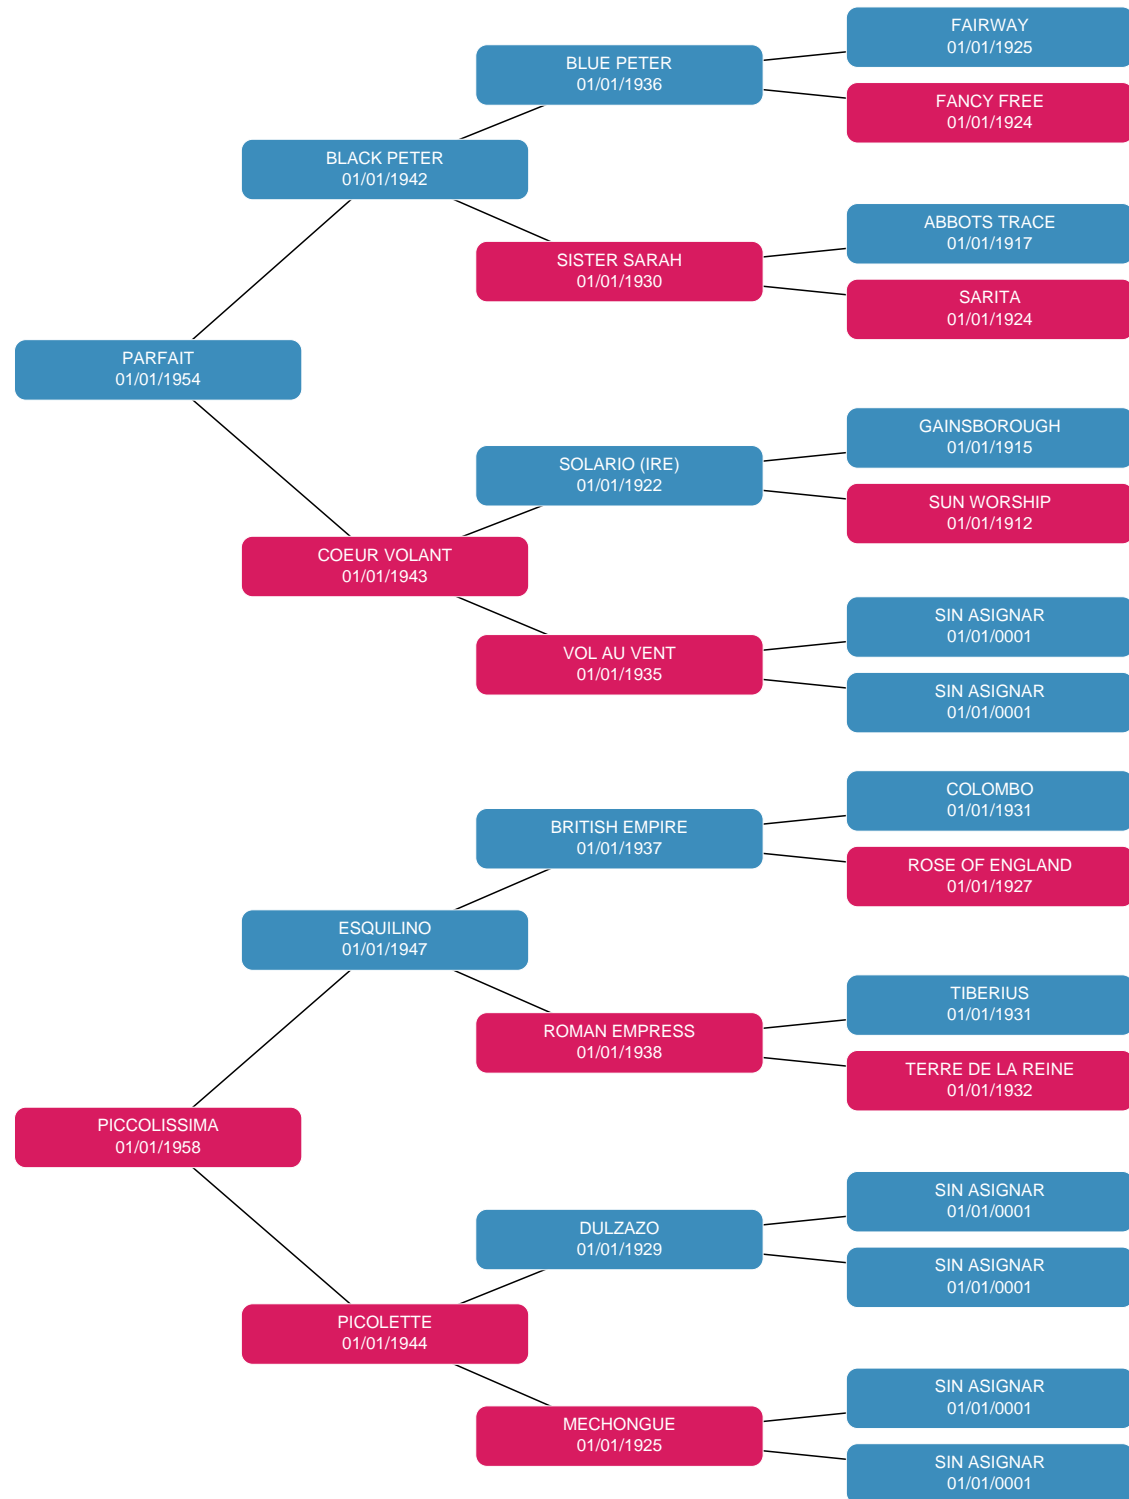 FAIRWAY
01/01/1925
BLUE PETER
01/01/1936
FANCY FREE
01/01/1924
BLACK PETER
01/01/1942
ABBOTS TRACE
01/01/1917
SISTER SARAH
01/01/1930
SARITA
01/01/1924
PARFAIT
01/01/1954
GAINSBOROUGH
01/01/1915
SOLARIO (IRE)
01/01/1922
SUN WORSHIP
01/01/1912
COEUR VOLANT
01/01/1943
SIN ASIGNAR
01/01/0001
VOL AU VENT
01/01/1935
SIN ASIGNAR
01/01/0001
COLOMBO
01/01/1931
BRITISH EMPIRE
01/01/1937
ROSE OF ENGLAND
01/01/1927
ESQUILINO
01/01/1947
TIBERIUS
01/01/1931
ROMAN EMPRESS
01/01/1938
TERRE DE LA REINE
01/01/1932
PICCOLISSIMA
01/01/1958
SIN ASIGNAR
01/01/0001
DULZAZO
01/01/1929
SIN ASIGNAR
01/01/0001
PICOLETTE
01/01/1944
SIN ASIGNAR
01/01/0001
MECHONGUE
01/01/1925
SIN ASIGNAR
01/01/0001